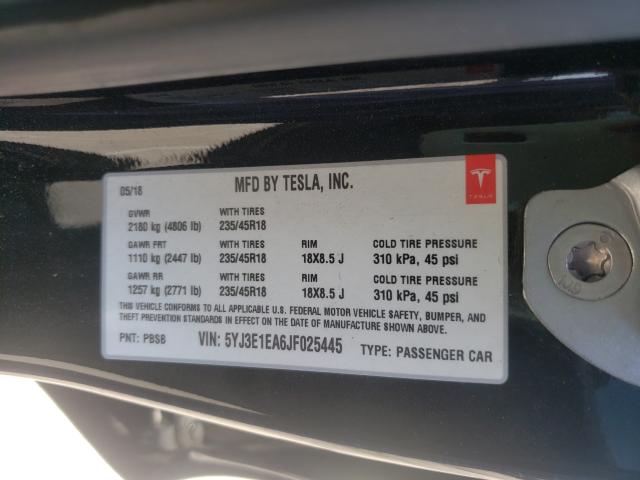 05/18 MFD BY TESLA, INC.
TESLA
GVWR WITH TIRES
2180 kg (4806 lb) 235/45R18
GAWR FRT WITH TIRES RIM COLD TIRE PRESSURE
1110 kg (2447 lb) 235/45R18 18X8.5 J 310 kPa, 45 psi
GAWR RR WITH TIRES RIM COLD TIRE PRESSURE
1257 kg (2771 lb) 235/45R18 18X8.5 J 310 kPa, 45 psi
THIS VEHICLE CONFORMS TO ALL APPLICABLE U.S. FEDERAL MOTOR VEHICLE SAFETY, BUMPER, AND
THEFT PREVENTION STANDARDS IN EFFECT ON THE DATE OF MANUFACTURE SHOWN ABOVE.
PNT: PBSB VIN: 5YJ3E1EA6JF025445 TYPE: PASSENGER CAR